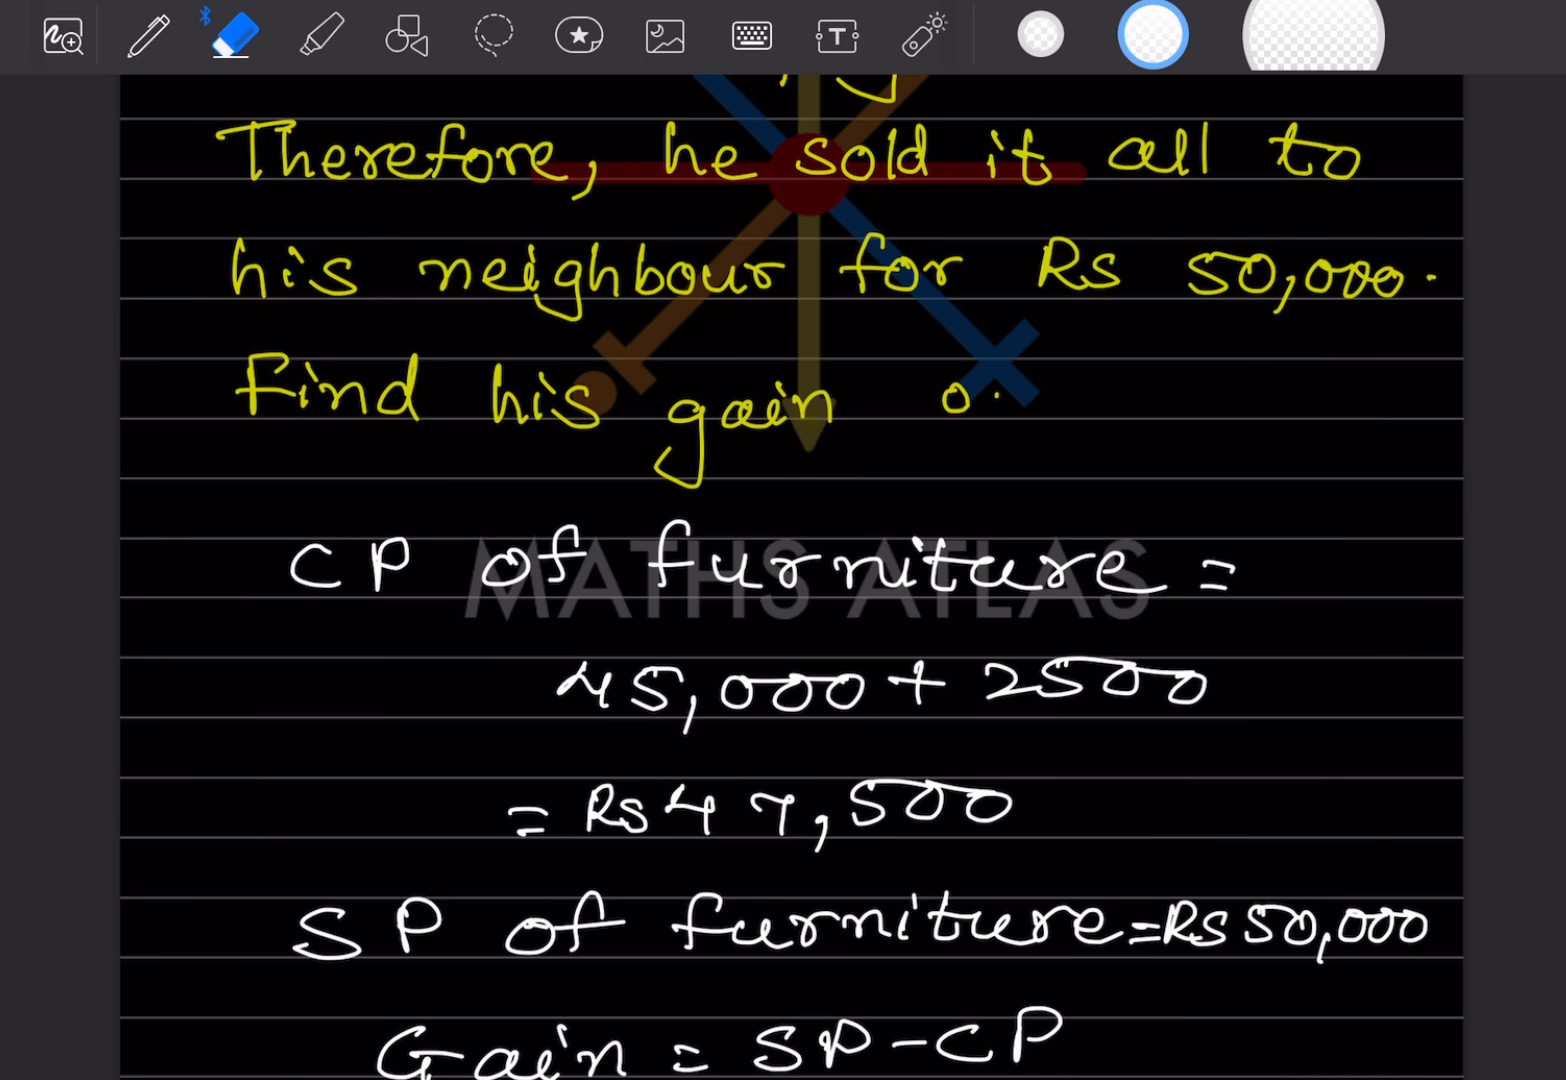 Therefore, he sold it all to
his neighbour for Rs 50,000.
Find his gain o.
MATHS ATLAS
CP of furniture =
45,000 + 2500
= Rs 47,500
SP of furniture = Rs 50,000
Gain = SP - CP